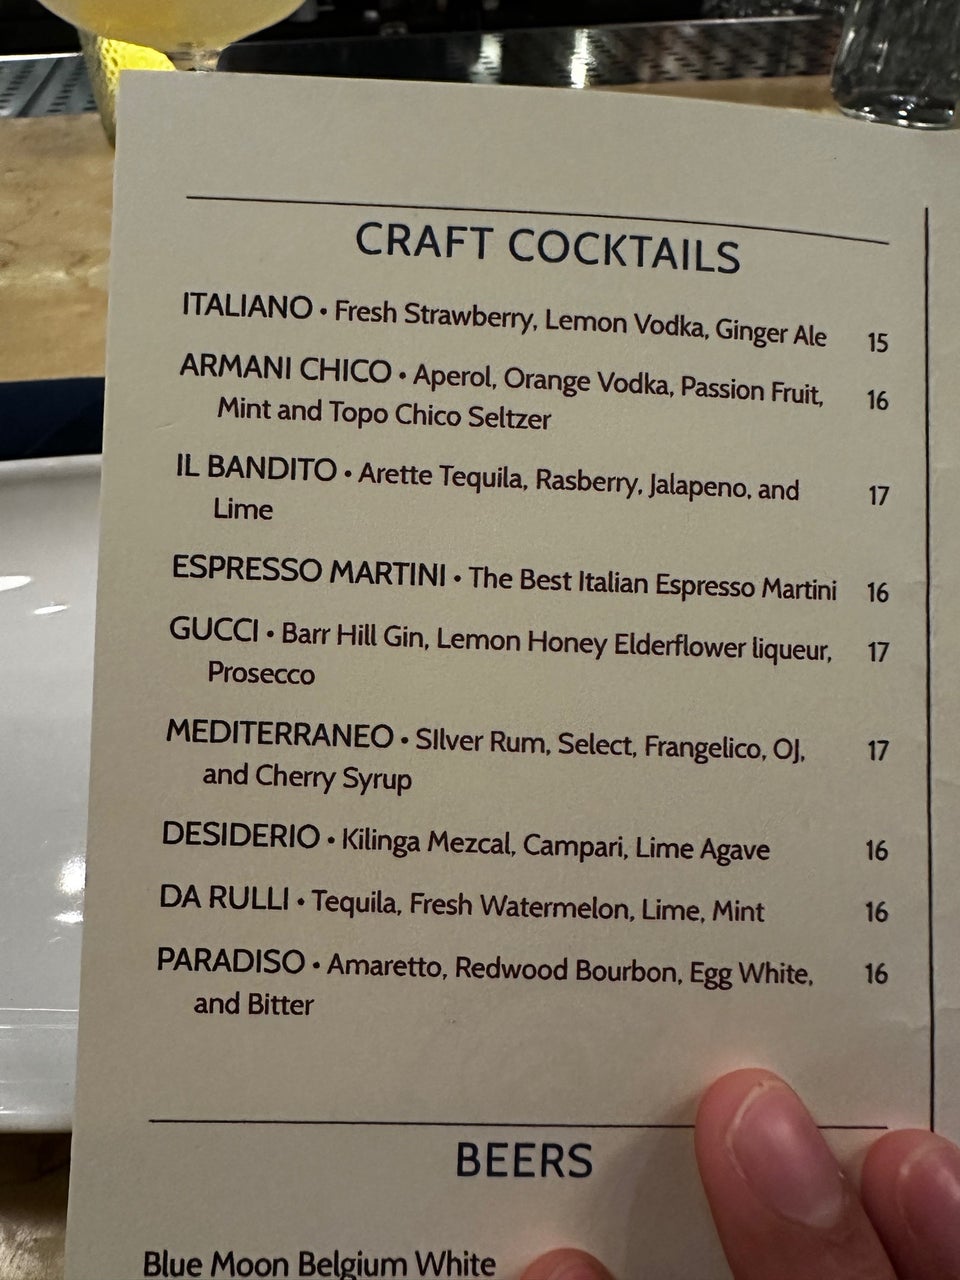 CRAFT COCKTAILS
ITALIANO • Fresh Strawberry, Lemon Vodka, Ginger Ale 15
ARMANI CHICO • Aperol, Orange Vodka, Passion Fruit, 16
Mint and Topo Chico Seltzer
IL BANDITO • Arette Tequila, Rasberry, Jalapeno, and 17
Lime
ESPRESSO MARTINI • The Best Italian Espresso Martini 16
GUCCI • Barr Hill Gin, Lemon Honey Elderflower liqueur, 17
Prosecco
MEDITERRANEO • SIlver Rum, Select, Frangelico, OJ, 17
and Cherry Syrup
DESIDERIO • Kilinga Mezcal, Campari, Lime Agave 16
DA RULLI • Tequila, Fresh Watermelon, Lime, Mint 16
PARADISO • Amaretto, Redwood Bourbon, Egg White, 16
and Bitter
BEERS
Blue Moon Belgium White